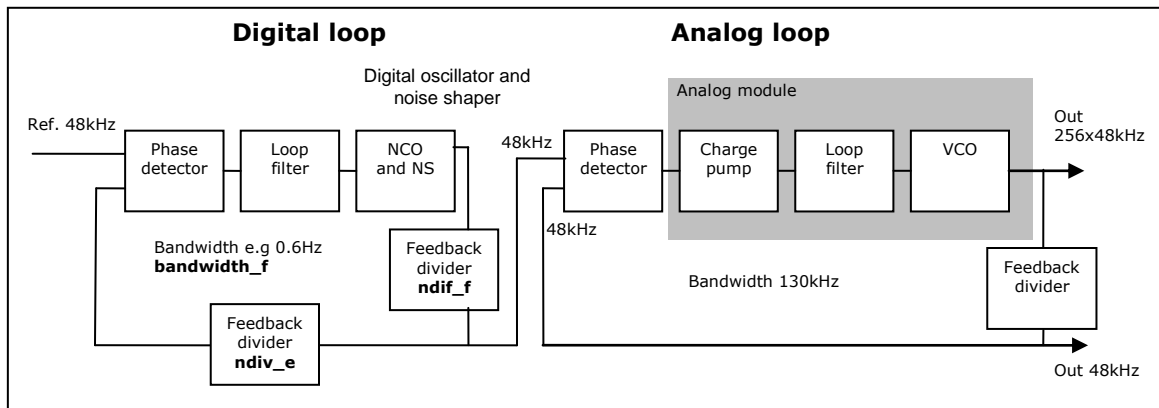 Digital loop
Analog loop
Digital oscillator and
noise shaper
Analog module
Ref. 48kHz
Phase
detector
Loop
filter
NCO
and NS
48kHz
Phase
detector
Charge
pump
Loop
filter
VCO
Out
256x48kHz
48kHz
Bandwidth e.g 0.6Hz
bandwidth_f
Feedback
divider
ndif_f
Bandwidth 130kHz
Feedback
divider
Feedback
divider
ndiv_e
Out 48kHz